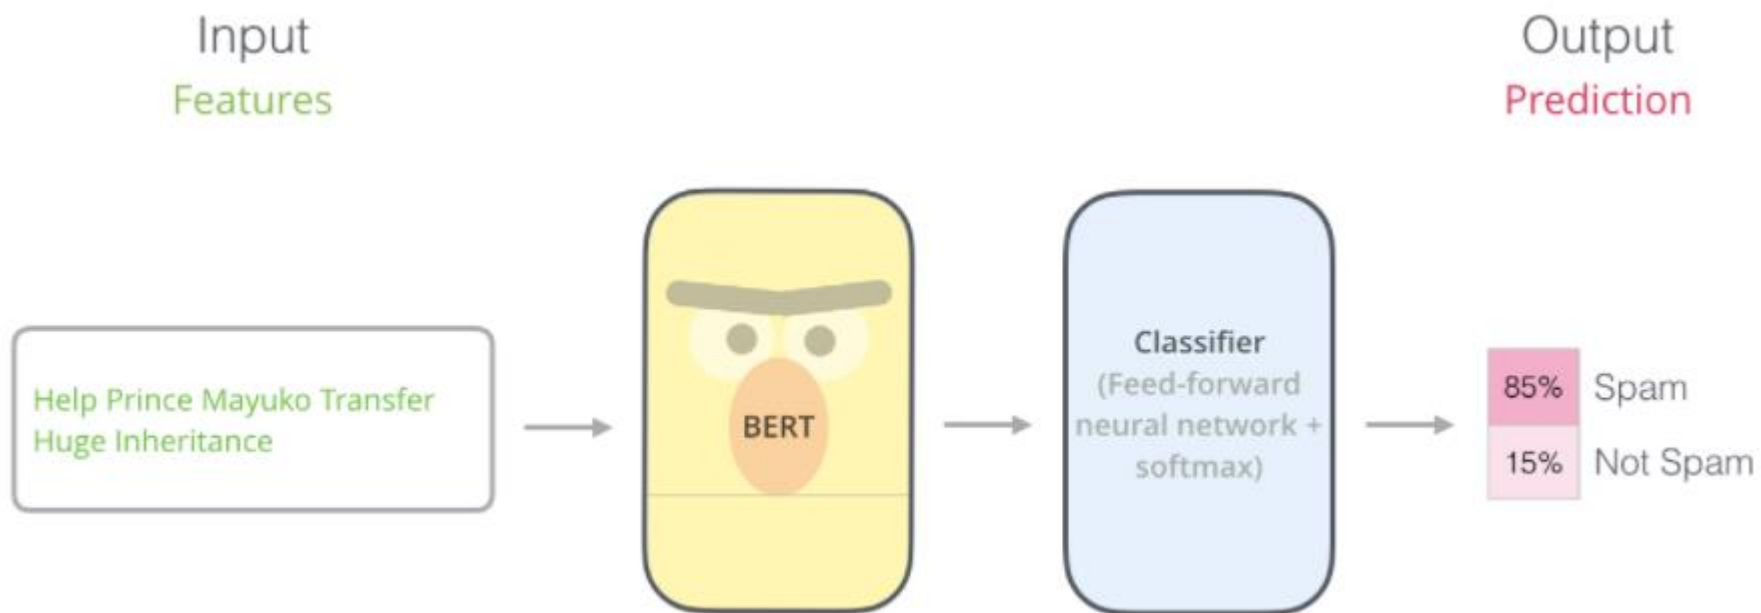 Input
Features
Output
Prediction
Help Prince Mayuko Transfer
Huge Inheritance
BERT
Classifier
(Feed-forward
neural network +
softmax)
85% Spam
15% Not Spam